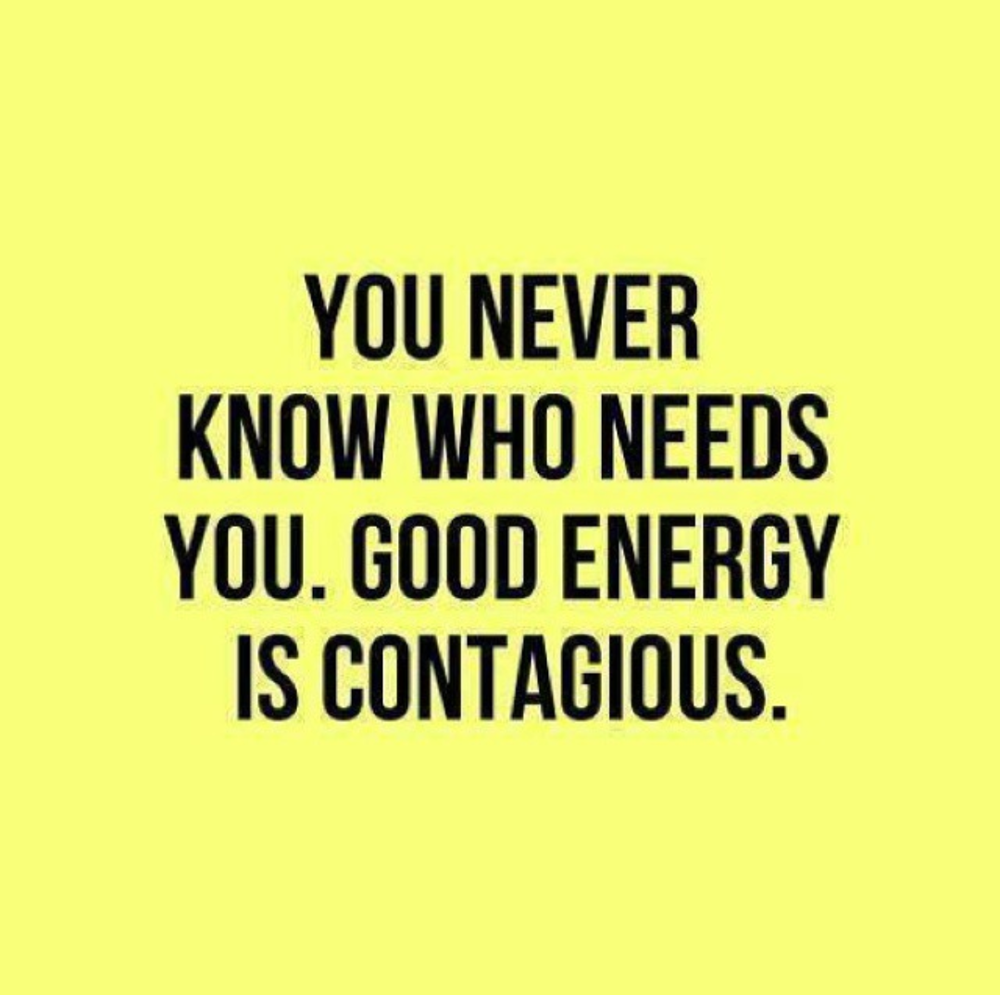 YOU NEVER
KNOW WHO NEEDS
YOU. GOOD ENERGY
IS CONTAGIOUS.